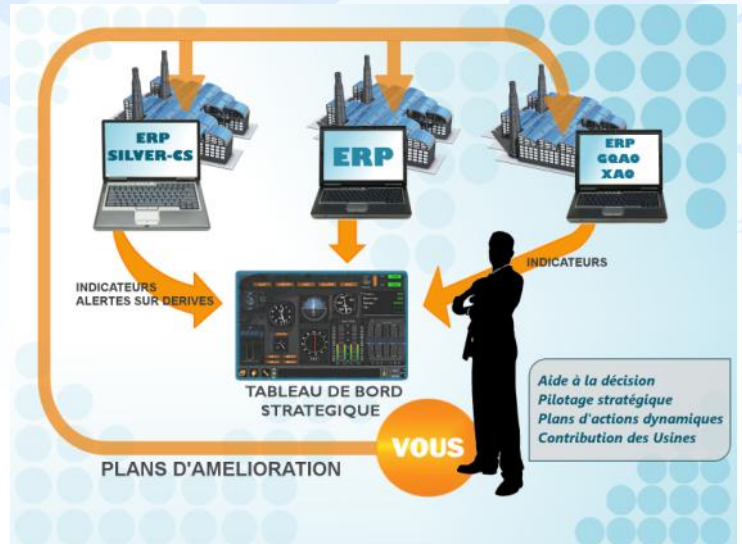 ERP
SILVER-CS
ERP
ERP
GQAO
XAO
INDICATEURS
ALERTES SUR DERIVES
INDICATEURS
TABLEAU DE BORD
STRATEGIQUE
Aide à la décision
Pilotage stratégique
Plans d'actions dynamiques
Contribution des Usines
VOUS
PLANS D'AMELIORATION